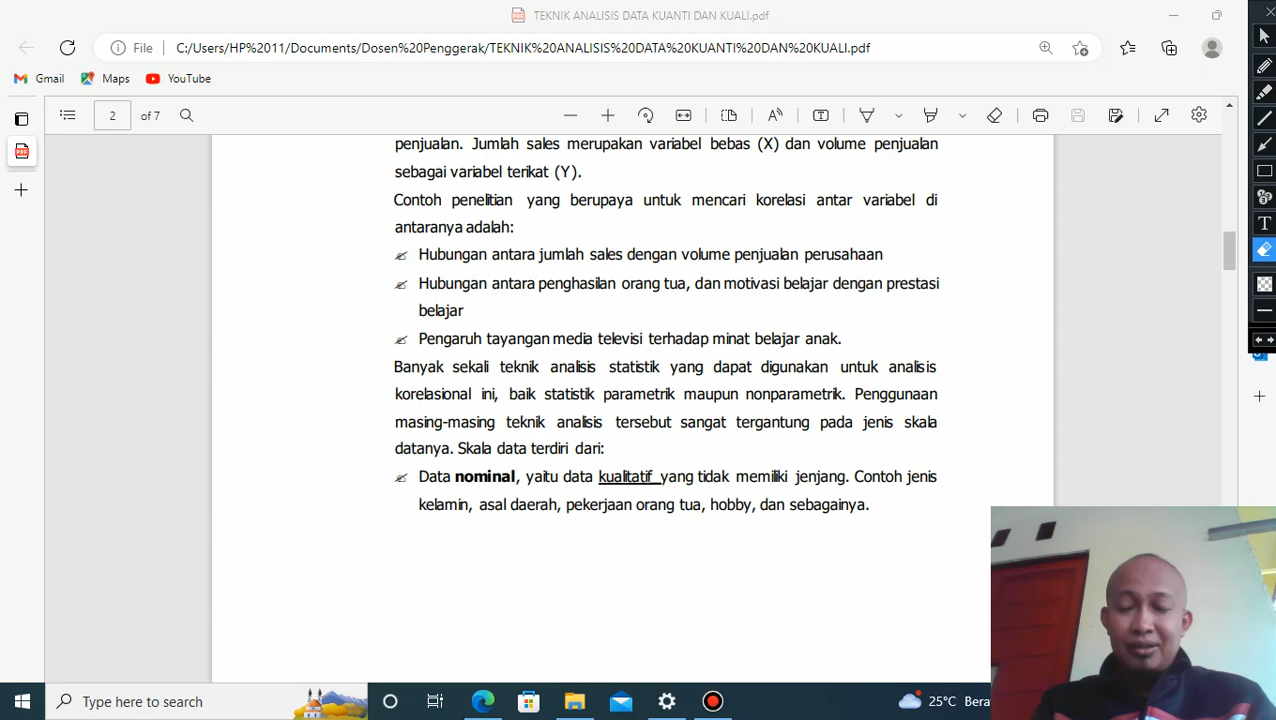 TEKNIK ANALISIS DATA KUANTI DAN KUALI.pdf
File
C:/Users/HP%2011/Documents/Dosen%20Penggerak/TEKNIK%20ANALISIS%20DATA%20KUANTI%20DAN%20KUALI.pdf
Gmail Maps YouTube
2 of 7
penjualan. Jumlah sales merupakan variabel bebas (X) dan volume penjualan
sebagai variabel terikat (Y).
Contoh penelitian yang berupaya untuk mencari korelasi antar variabel di
antaranya adalah:
Hubungan antara jumlah sales dengan volume penjualan perusahaan
Hubungan antara penghasilan orang tua, dan motivasi belajar dengan prestasi
belajar
Pengaruh tayangan media televisi terhadap minat belajar anak.
Banyak sekali teknik analisis statistik yang dapat digunakan untuk analisis
korelasional ini, baik statistik parametrik maupun nonparametrik. Penggunaan
masing-masing teknik analisis tersebut sangat tergantung pada jenis skala
datanya. Skala data terdiri dari:
Data nominal, yaitu data kualitatif yang tidak memiliki jenjang. Contoh jenis
kelamin, asal daerah, pekerjaan orang tua, hobby, dan sebagainya.
Type here to search
25°C Bera